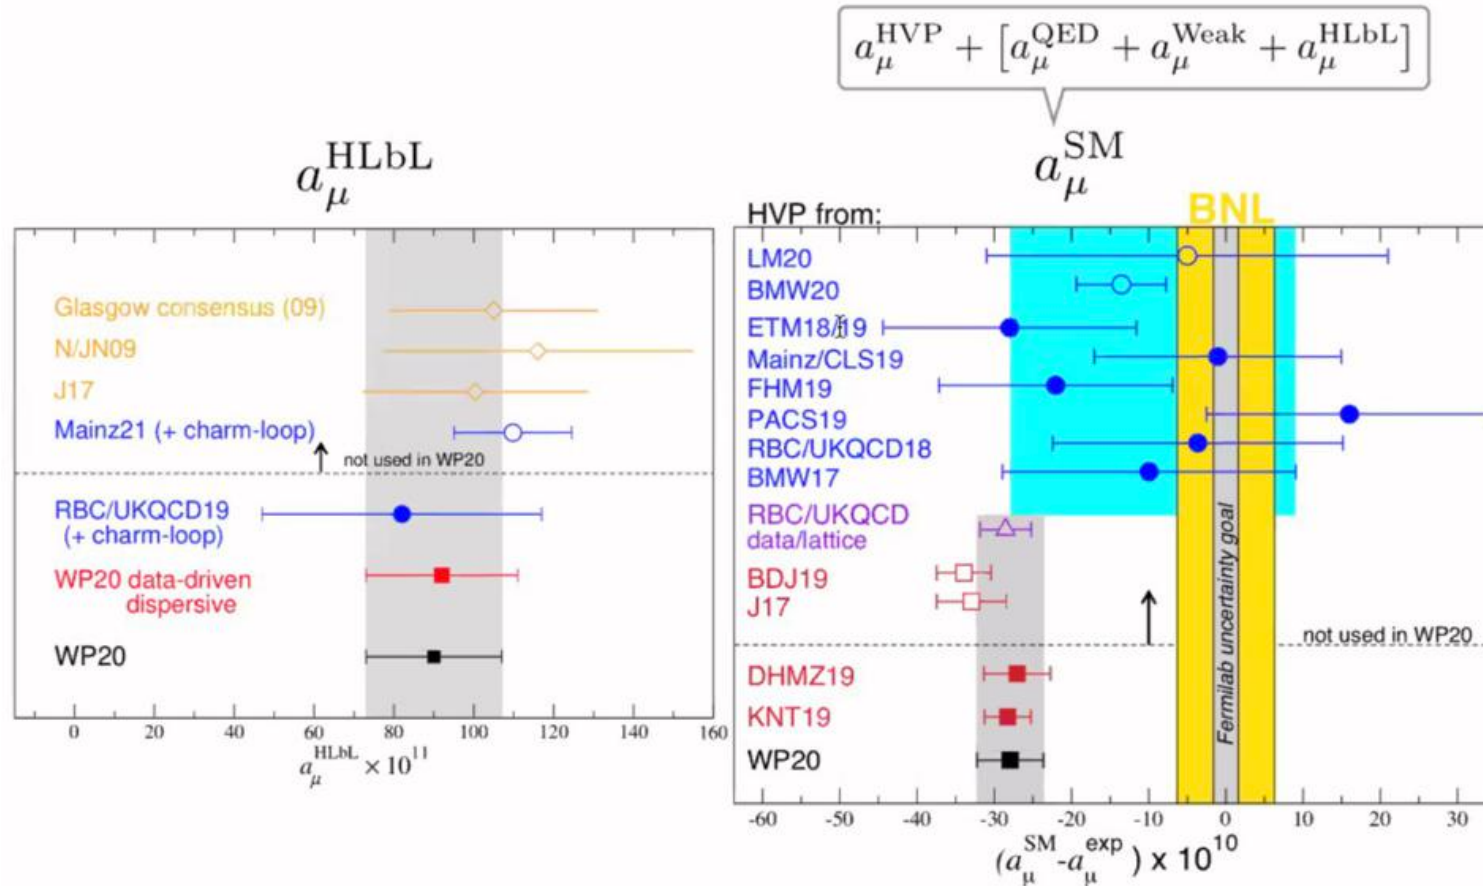 a_μ^HVP + [a_μ^QED + a_μ^Weak + a_μ^HLbL]
a_μ^HLbL
Glasgow consensus (09)
N/JN09
J17
Mainz21 (+ charm-loop)
not used in WP20
RBC/UKQCD19
(+ charm-loop)
WP20 data-driven
dispersive
WP20
0 20 40 60 80 100 120 140 160
a_μ^HLbL × 10^11
a_μ^SM
HVP from:
BNL
LM20
BMW20
ETM18/19
Mainz/CLS19
FHM19
PACS19
RBC/UKQCD18
BMW17
RBC/UKQCD
data/lattice
BDJ19
J17
Fermilab uncertainty goal
not used in WP20
DHMZ19
KNT19
WP20
-60 -50 -40 -30 -20 -10 0 10 20 30
(a_μ^SM - a_μ^exp) x 10^10